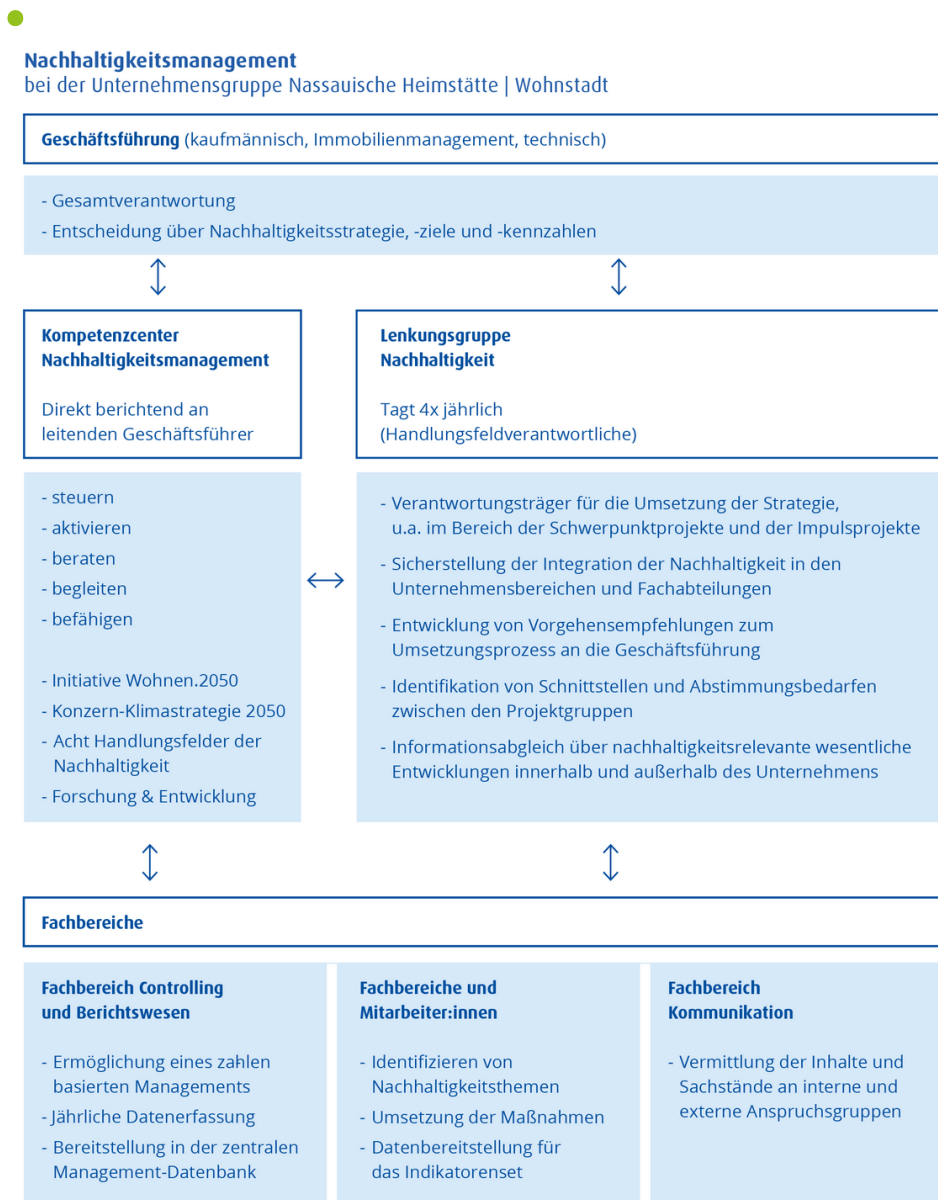 Nachhaltigkeitsmanagement
bei der Unternehmensgruppe Nassauische Heimstätte | Wohnstadt
Geschäftsführung (kaufmännisch, Immobilienmanagement, technisch)
- Gesamtverantwortung
- Entscheidung über Nachhaltigkeitsstrategie, -ziele und -kennzahlen
Kompetenzcenter
Nachhaltigkeitsmanagement
Direkt berichtend an
leitenden Geschäftsführer
Lenkungsgruppe
Nachhaltigkeit
Tagt 4x jährlich
(Handlungsfeldverantwortliche)
- steuern
- aktivieren
- beraten
- begleiten
- befähigen
- Initiative Wohnen.2050
- Konzern-Klimastrategie 2050
- Acht Handlungsfelder der
Nachhaltigkeit
- Forschung & Entwicklung
- Verantwortungsträger für die Umsetzung der Strategie,
u.a. im Bereich der Schwerpunktprojekte und der Impulsprojekte
- Sicherstellung der Integration der Nachhaltigkeit in den
Unternehmensbereichen und Fachabteilungen
- Entwicklung von Vorgehensempfehlungen zum
Umsetzungsprozess an die Geschäftsführung
- Identifikation von Schnittstellen und Abstimmungsbedarfen
zwischen den Projektgruppen
- Informationsabgleich über nachhaltigkeitsrelevante wesentliche
Entwicklungen innerhalb und außerhalb des Unternehmens
Fachbereiche
Fachbereich Controlling
und Berichtswesen
- Ermöglichung eines zahlen
basierten Managements
- Jährliche Datenerfassung
- Bereitstellung in der zentralen
Management-Datenbank
Fachbereiche und
Mitarbeiter:innen
- Identifizieren von
Nachhaltigkeitsthemen
- Umsetzung der Maßnahmen
- Datenbereitstellung für
das Indikatorenset
Fachbereich
Kommunikation
- Vermittlung der Inhalte und
Sachstände an interne und
externe Anspruchsgruppen